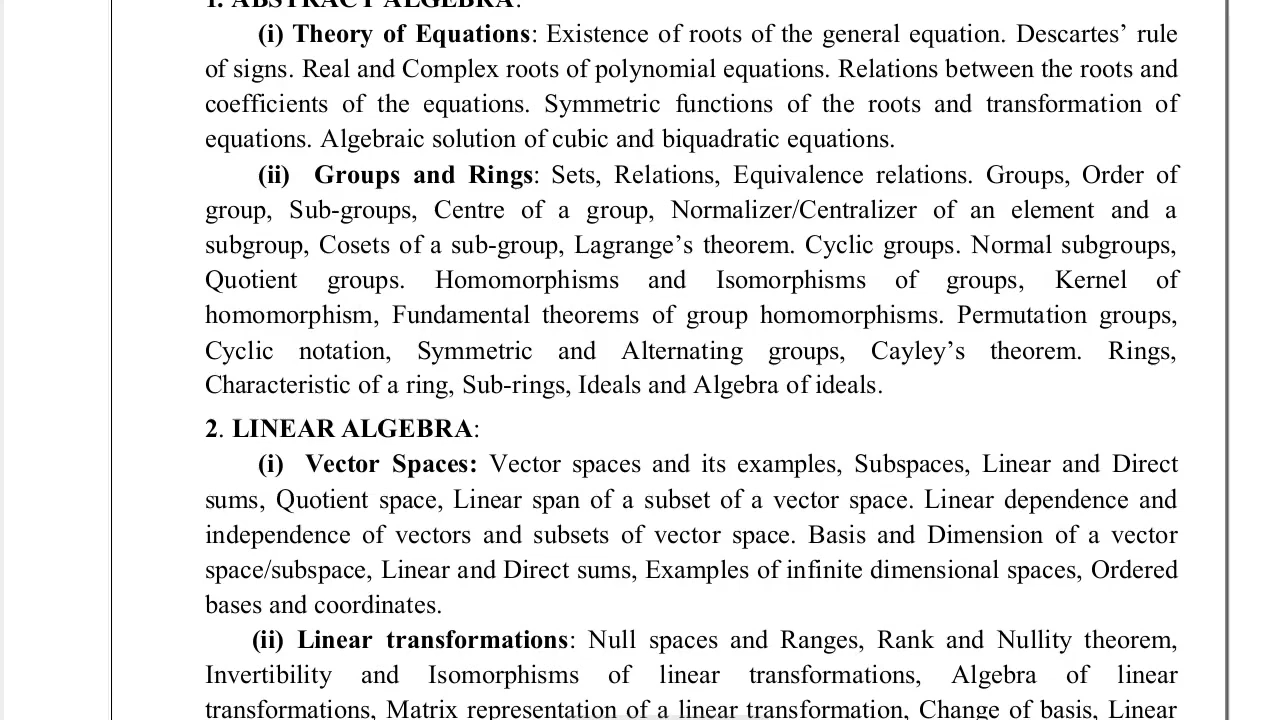 1. ABSTRACT ALGEBRA:
(i) Theory of Equations: Existence of roots of the general equation. Descartes’ rule
of signs. Real and Complex roots of polynomial equations. Relations between the roots and
coefficients of the equations. Symmetric functions of the roots and transformation of
equations. Algebraic solution of cubic and biquadratic equations.
(ii) Groups and Rings: Sets, Relations, Equivalence relations. Groups, Order of
group, Sub-groups, Centre of a group, Normalizer/Centralizer of an element and a
subgroup, Cosets of a sub-group, Lagrange’s theorem. Cyclic groups. Normal subgroups,
Quotient groups. Homomorphisms and Isomorphisms of groups, Kernel of
homomorphism, Fundamental theorems of group homomorphisms. Permutation groups,
Cyclic notation, Symmetric and Alternating groups, Cayley’s theorem. Rings,
Characteristic of a ring, Sub-rings, Ideals and Algebra of ideals.
2. LINEAR ALGEBRA:
(i) Vector Spaces: Vector spaces and its examples, Subspaces, Linear and Direct
sums, Quotient space, Linear span of a subset of a vector space. Linear dependence and
independence of vectors and subsets of vector space. Basis and Dimension of a vector
space/subspace, Linear and Direct sums, Examples of infinite dimensional spaces, Ordered
bases and coordinates.
(ii) Linear transformations: Null spaces and Ranges, Rank and Nullity theorem,
Invertibility and Isomorphisms of linear transformations, Algebra of linear
transformations, Matrix representation of a linear transformation, Change of basis, Linear